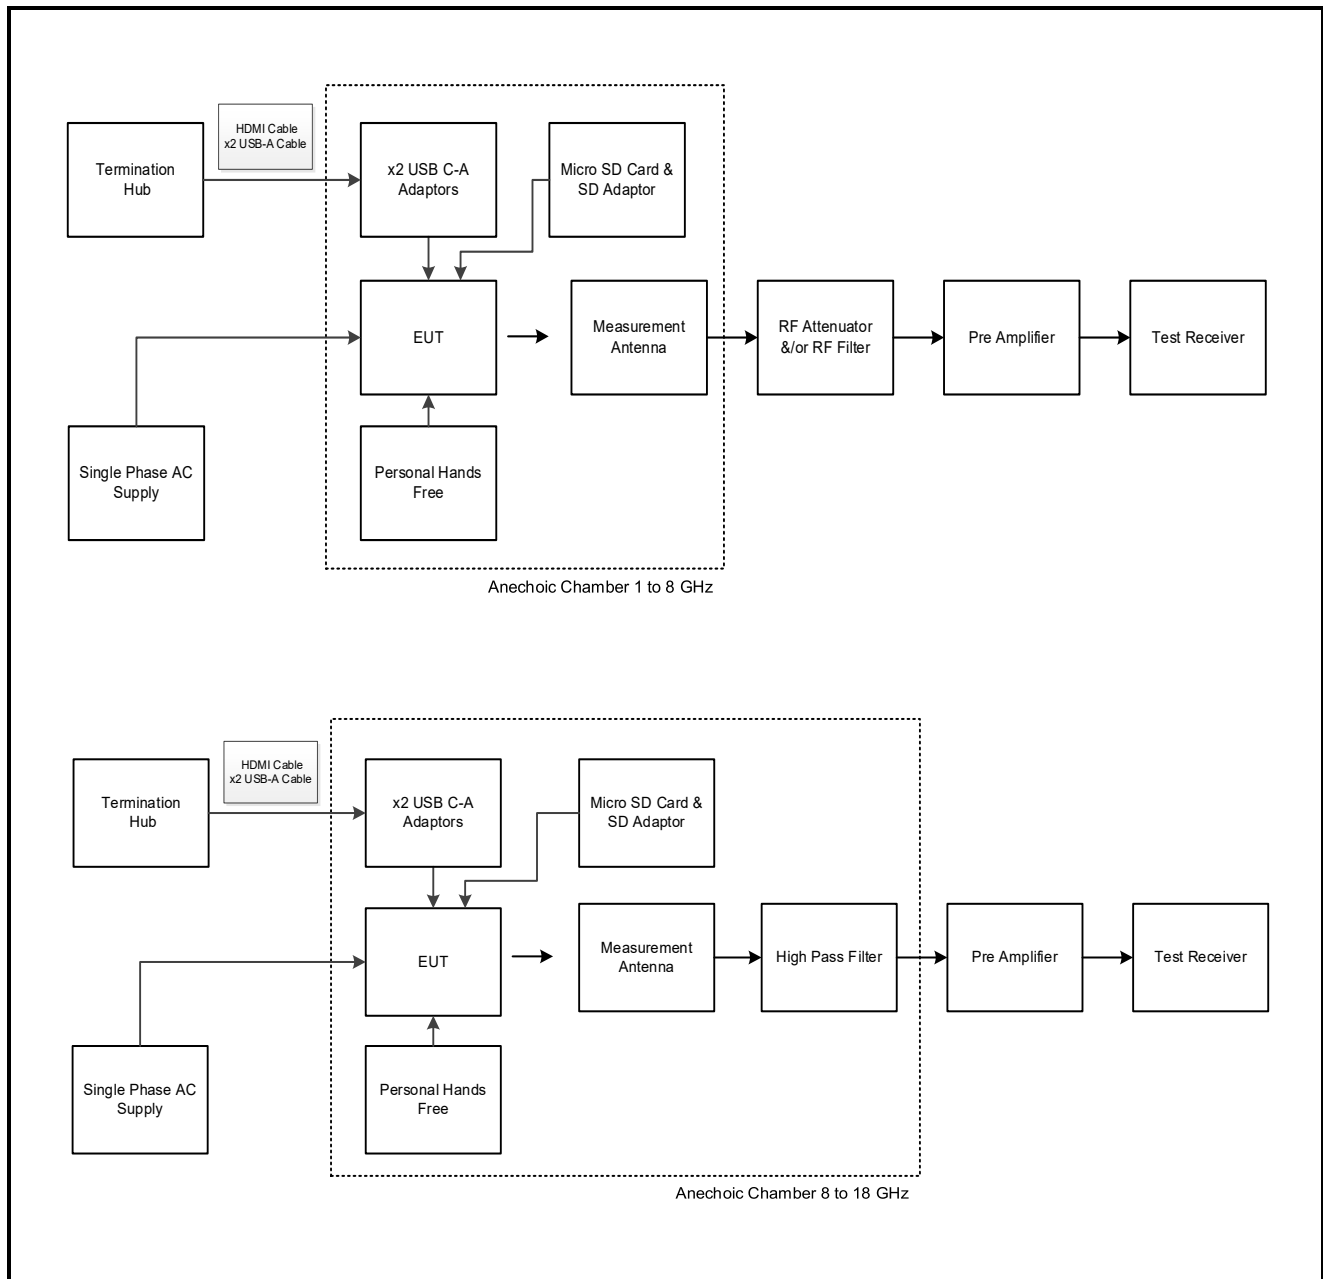 HDMI Cable
x2 USB-A Cable
Termination
Hub
x2 USB C-A
Adaptors
Micro SD Card &
SD Adaptor
EUT
Measurement
Antenna
RF Attenuator
&/or RF Filter
Pre Amplifier
Test Receiver
Single Phase AC
Supply
Personal Hands
Free
Anechoic Chamber 1 to 8 GHz
HDMI Cable
x2 USB-A Cable
Termination
Hub
x2 USB C-A
Adaptors
Micro SD Card &
SD Adaptor
EUT
Measurement
Antenna
High Pass Filter
Pre Amplifier
Test Receiver
Single Phase AC
Supply
Personal Hands
Free
Anechoic Chamber 8 to 18 GHz